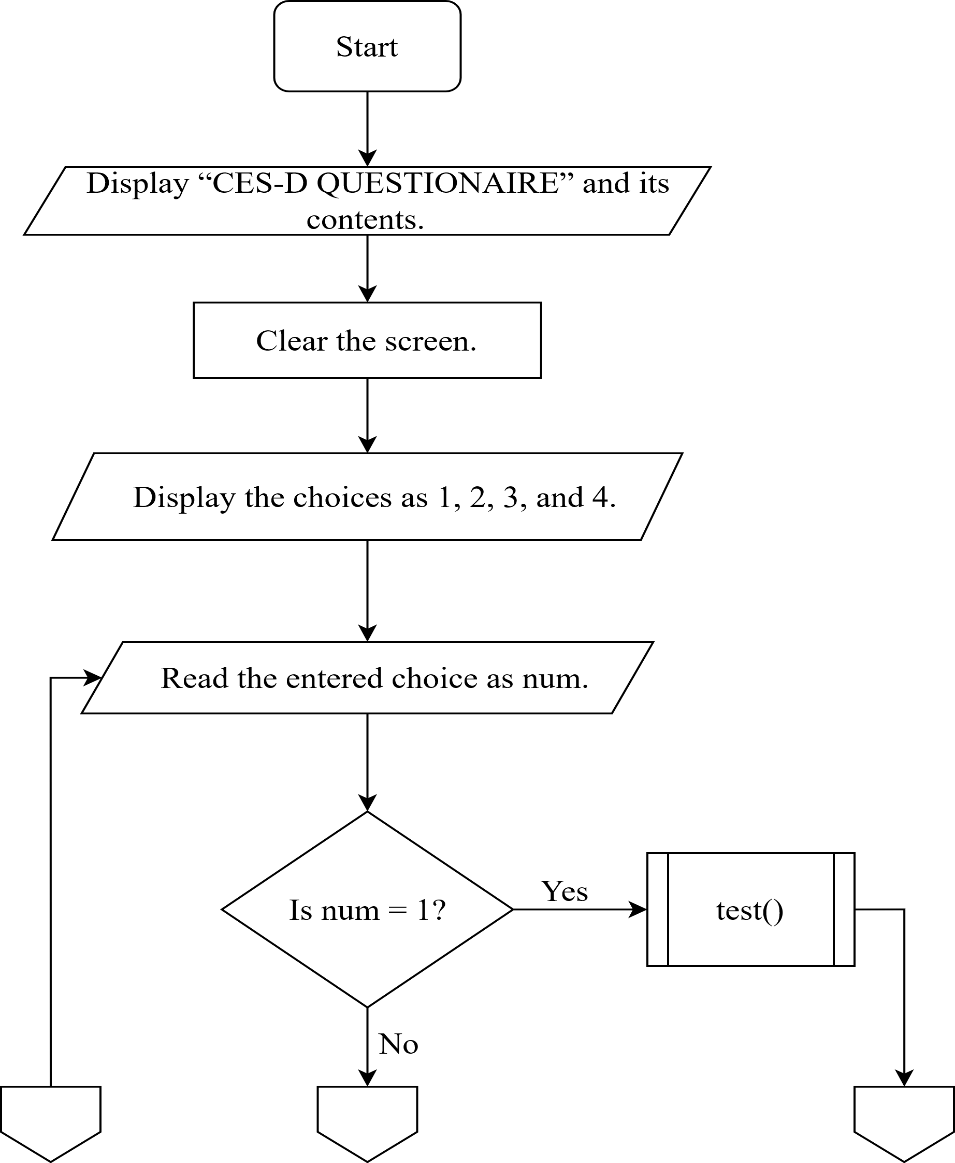 Start
Display “CES-D QUESTIONAIRE” and its
contents.
Clear the screen.
Display the choices as 1, 2, 3, and 4.
Read the entered choice as num.
Is num = 1?
Yes
test()
No